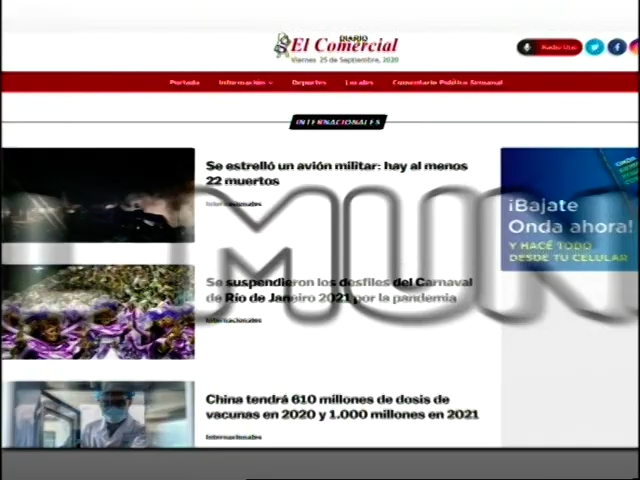 DIARIO
El Comercial
Viernes 25 de Septiembre, 2020
Radio Uno
Portada Información Deportes Locales Comentario Político Semanal
INTERNACIONALES
Se estrelló un avión militar: hay al menos
22 muertos
Internacionales
¡Bajate
Onda ahora!
Y HACÉ TODO
DESDE TU CELULAR
MUN
Se suspendieron los desfiles del Carnaval
de Río de Janeiro 2021 por la pandemia
Internacionales
China tendrá 610 millones de dosis de
vacunas en 2020 y 1.000 millones en 2021
Internacionales